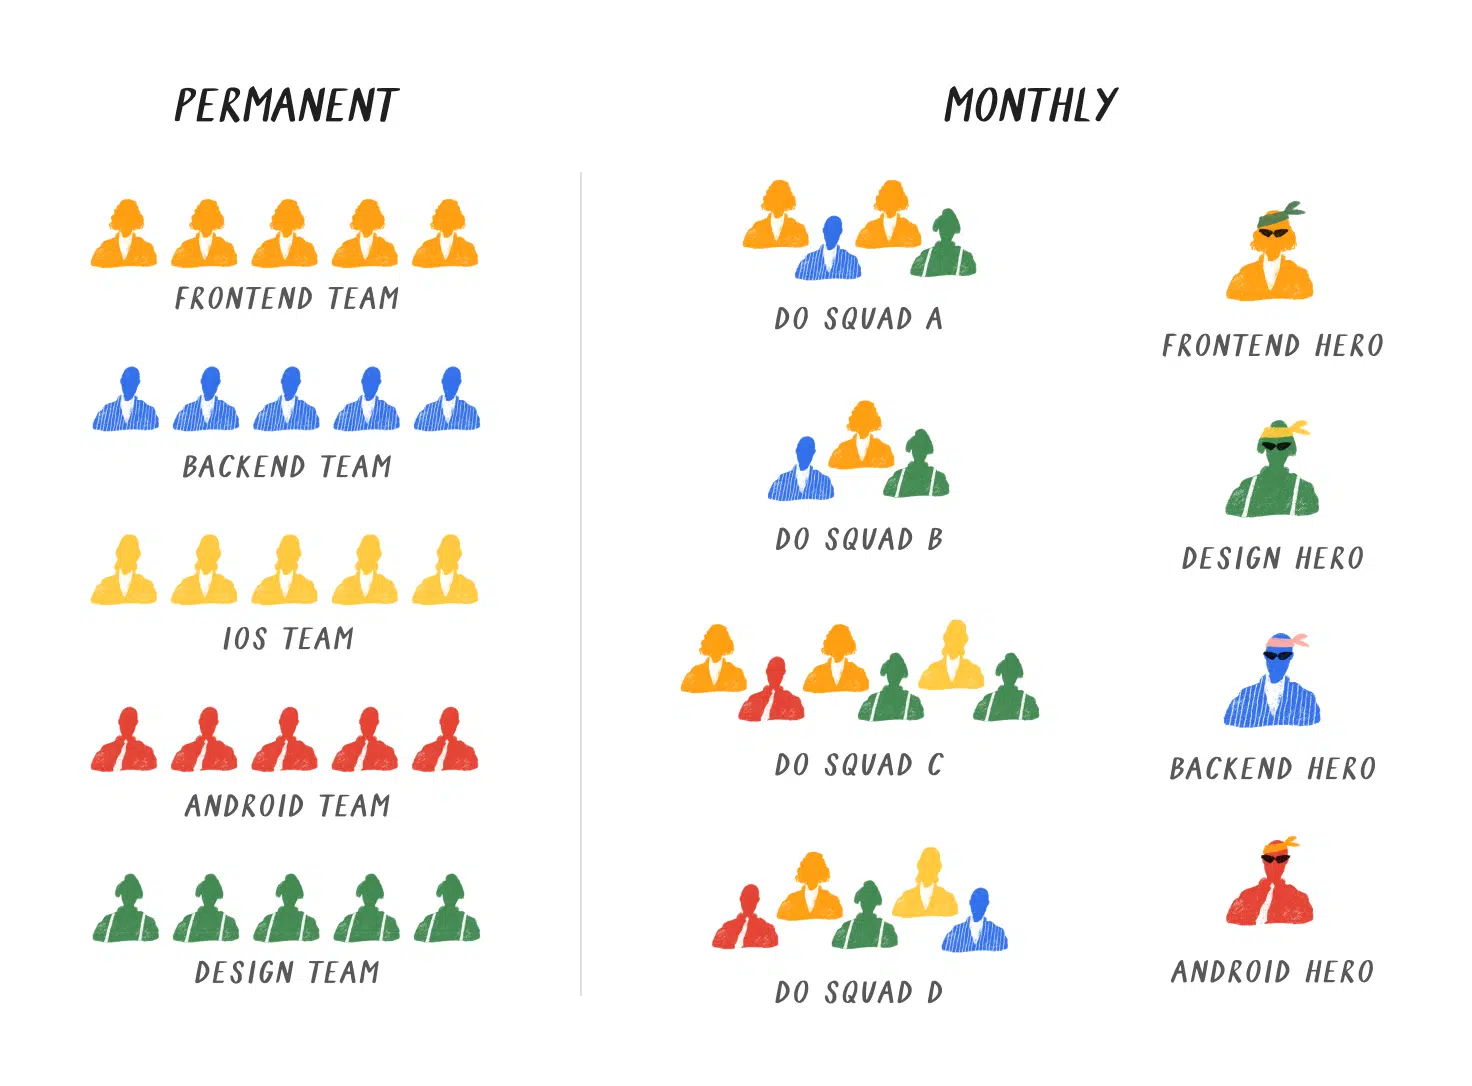 PERMANENT
FRONTEND TEAM
BACKEND TEAM
IOS TEAM
ANDROID TEAM
DESIGN TEAM
MONTHLY
DO SQUAD A
DO SQUAD B
DO SQUAD C
DO SQUAD D
FRONTEND HERO
DESIGN HERO
BACKEND HERO
ANDROID HERO